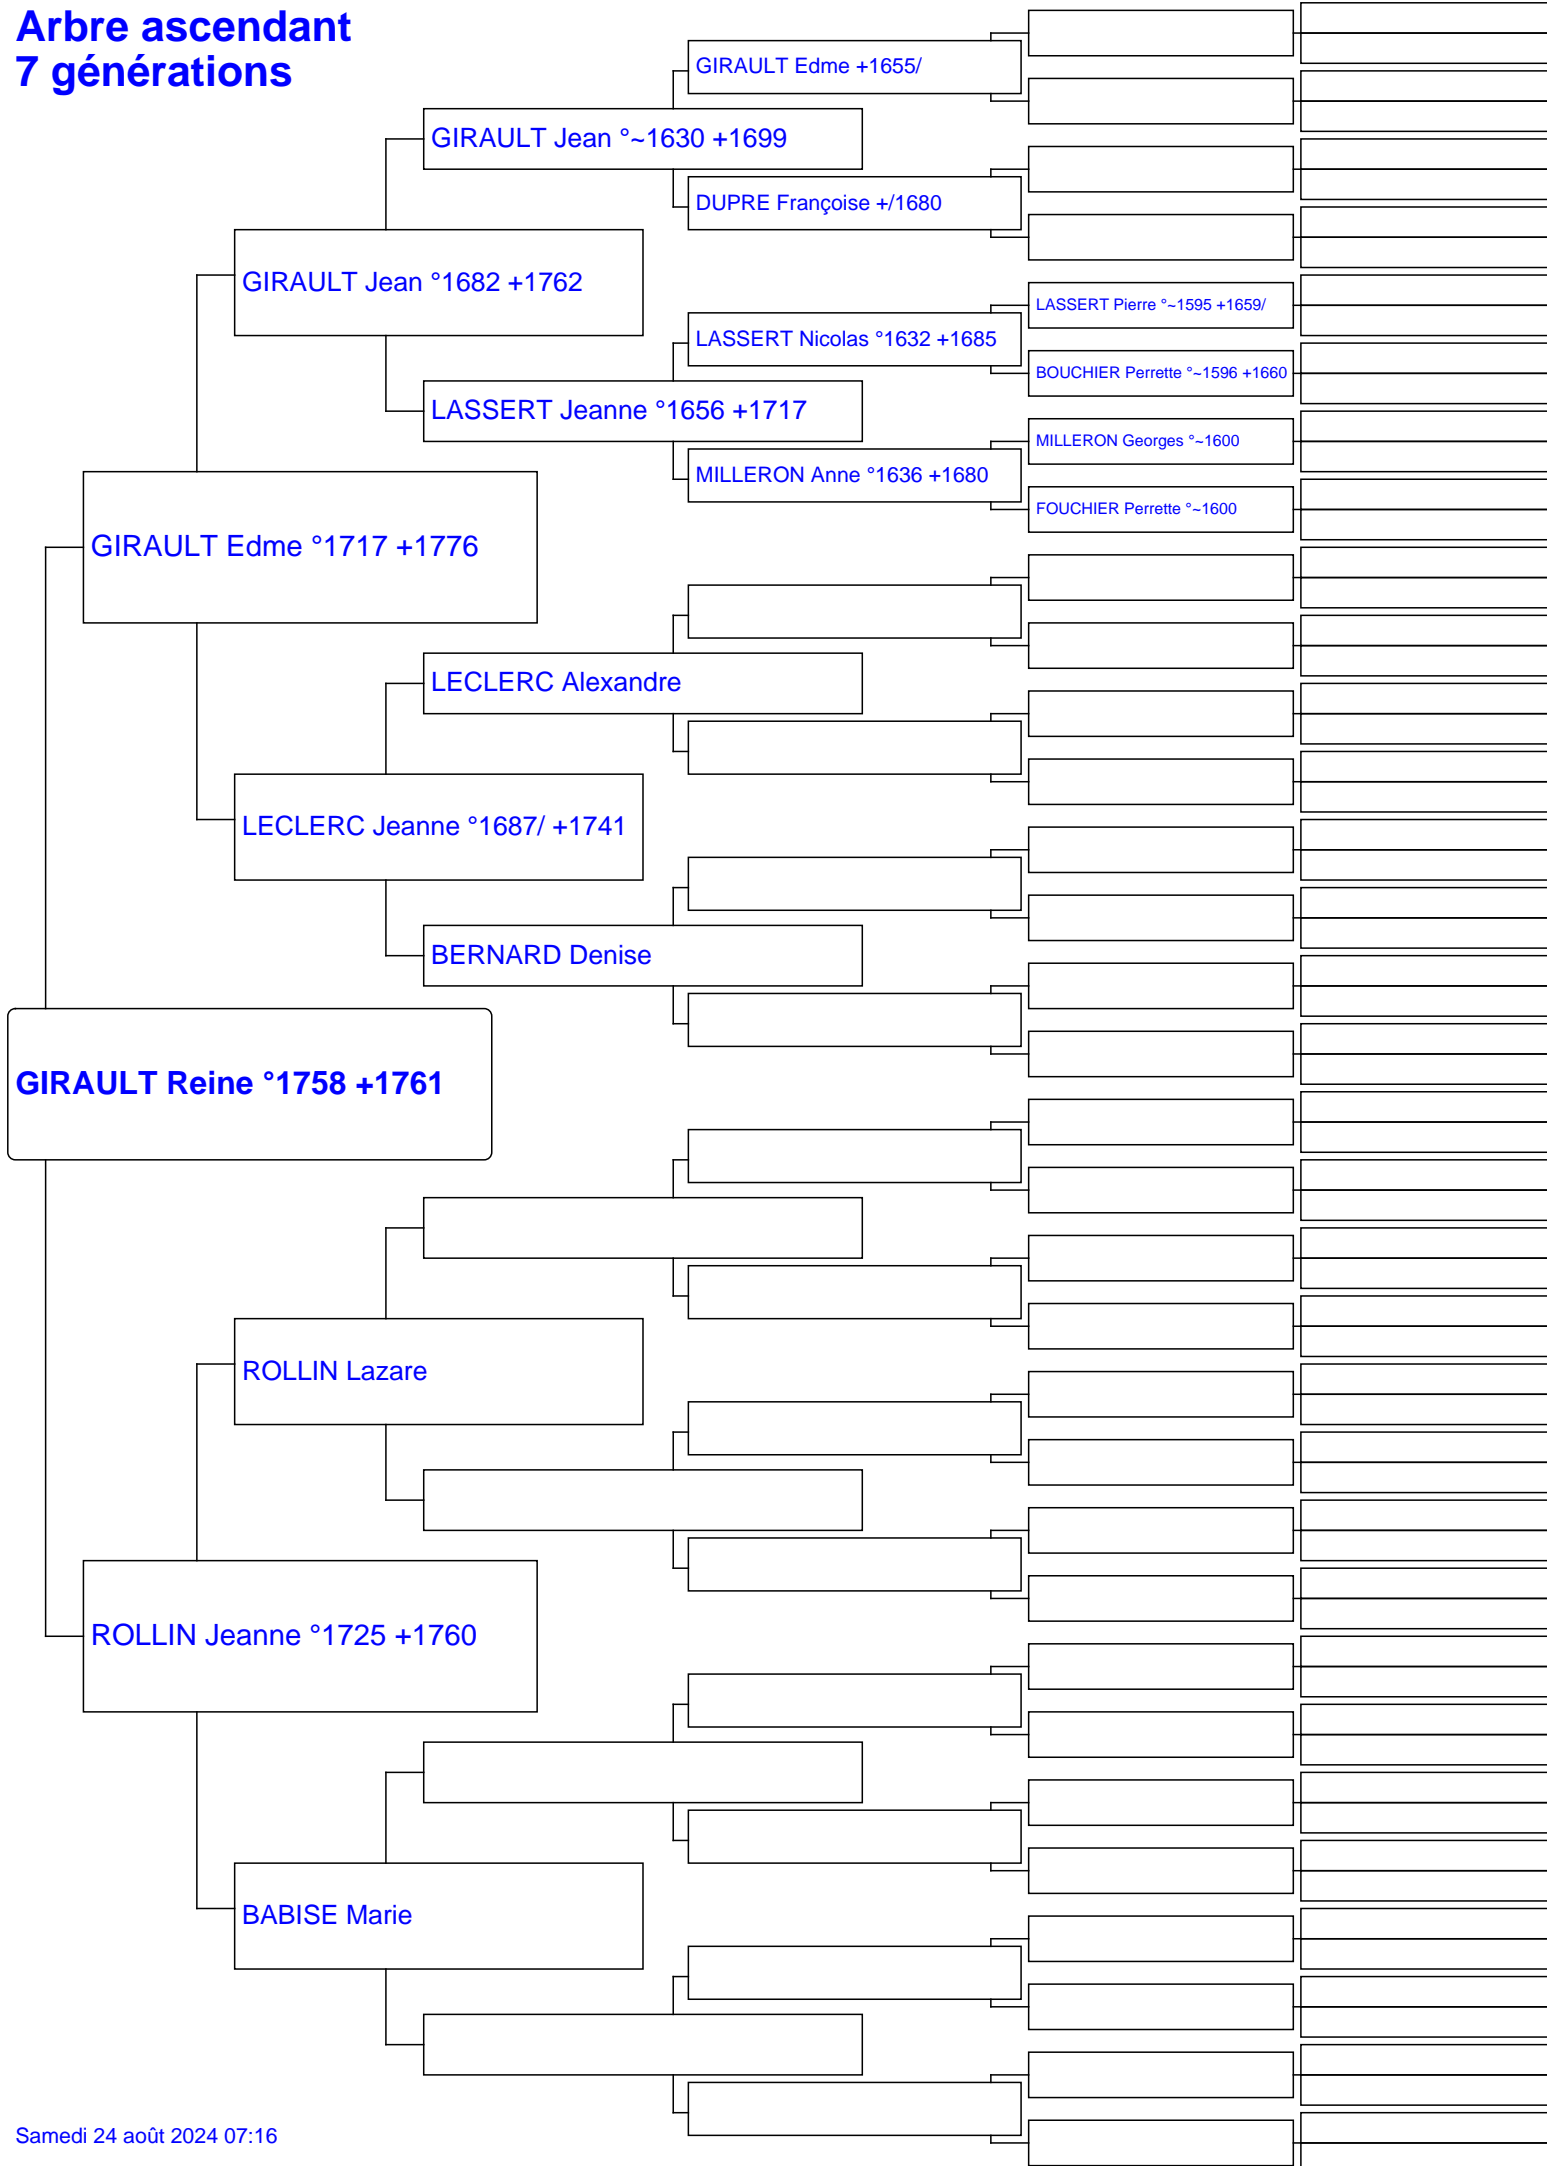 Arbre ascendant
7 générations
GIRAULT Edme +1655/
GIRAULT Jean °~1630 +1699
DUPRE Françoise +/1680
GIRAULT Jean °1682 +1762
LASSERT Pierre °~1595 +1659/
LASSERT Nicolas °1632 +1685
BOUCHIER Perrette °~1596 +1660
LASSERT Jeanne °1656 +1717
MILLERON Georges °~1600
MILLERON Anne °1636 +1680
FOUCHIER Perrette °~1600
GIRAULT Edme °1717 +1776
LECLERC Alexandre
LECLERC Jeanne °1687/ +1741
BERNARD Denise
GIRAULT Reine °1758 +1761
ROLLIN Lazare
ROLLIN Jeanne °1725 +1760
BABISE Marie
Samedi 24 août 2024 07:16